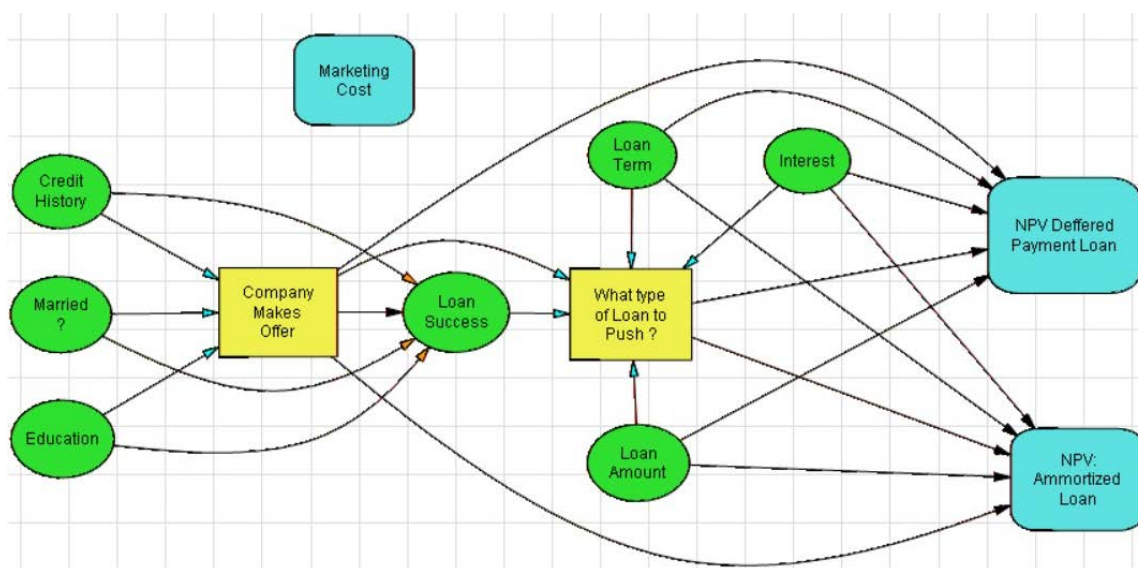 Marketing
Cost
Loan
Term
Interest
Credit
History
NPV Deffered
Payment Loan
Married
?
Company
Makes
Offer
Loan
Success
What type
of Loan to
Push ?
Education
Loan
Amount
NPV:
Ammortized
Loan